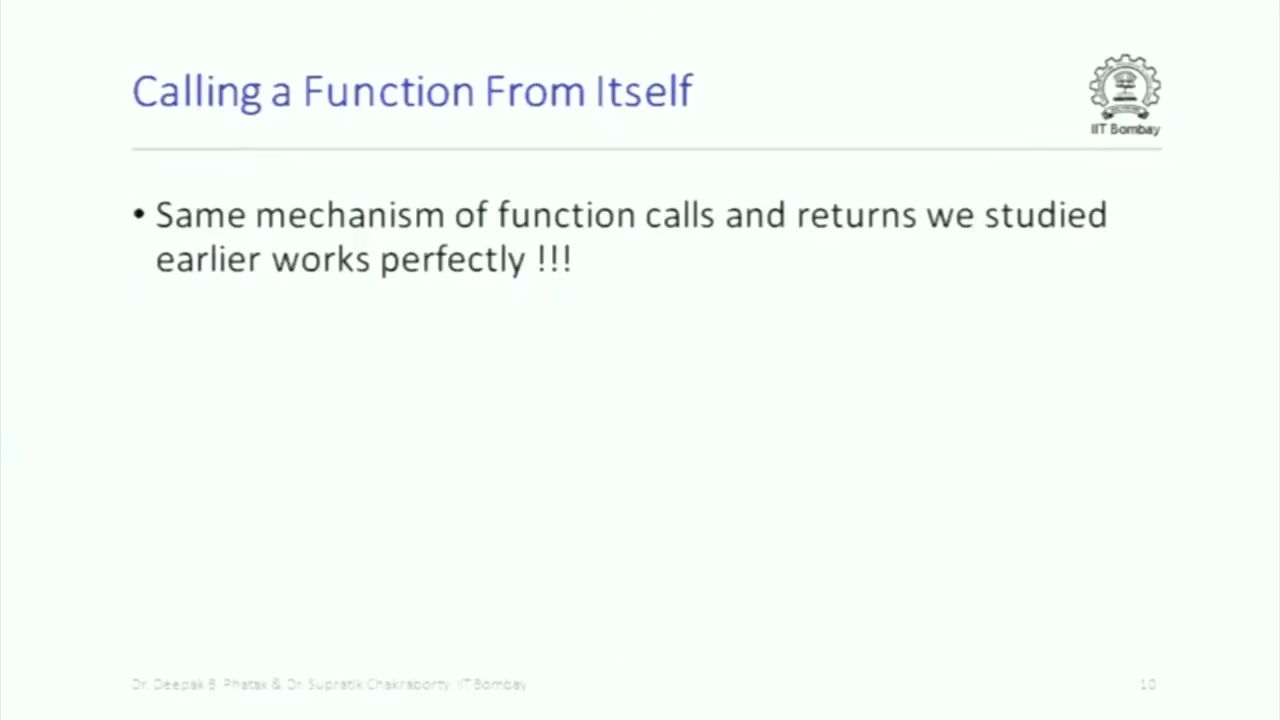 Calling a Function From Itself
IIT Bombay
• Same mechanism of function calls and returns we studied
earlier works perfectly !!!
Dr. Deepak B. Phatak & Dr. Supratik Chakraborty, IIT Bombay
10